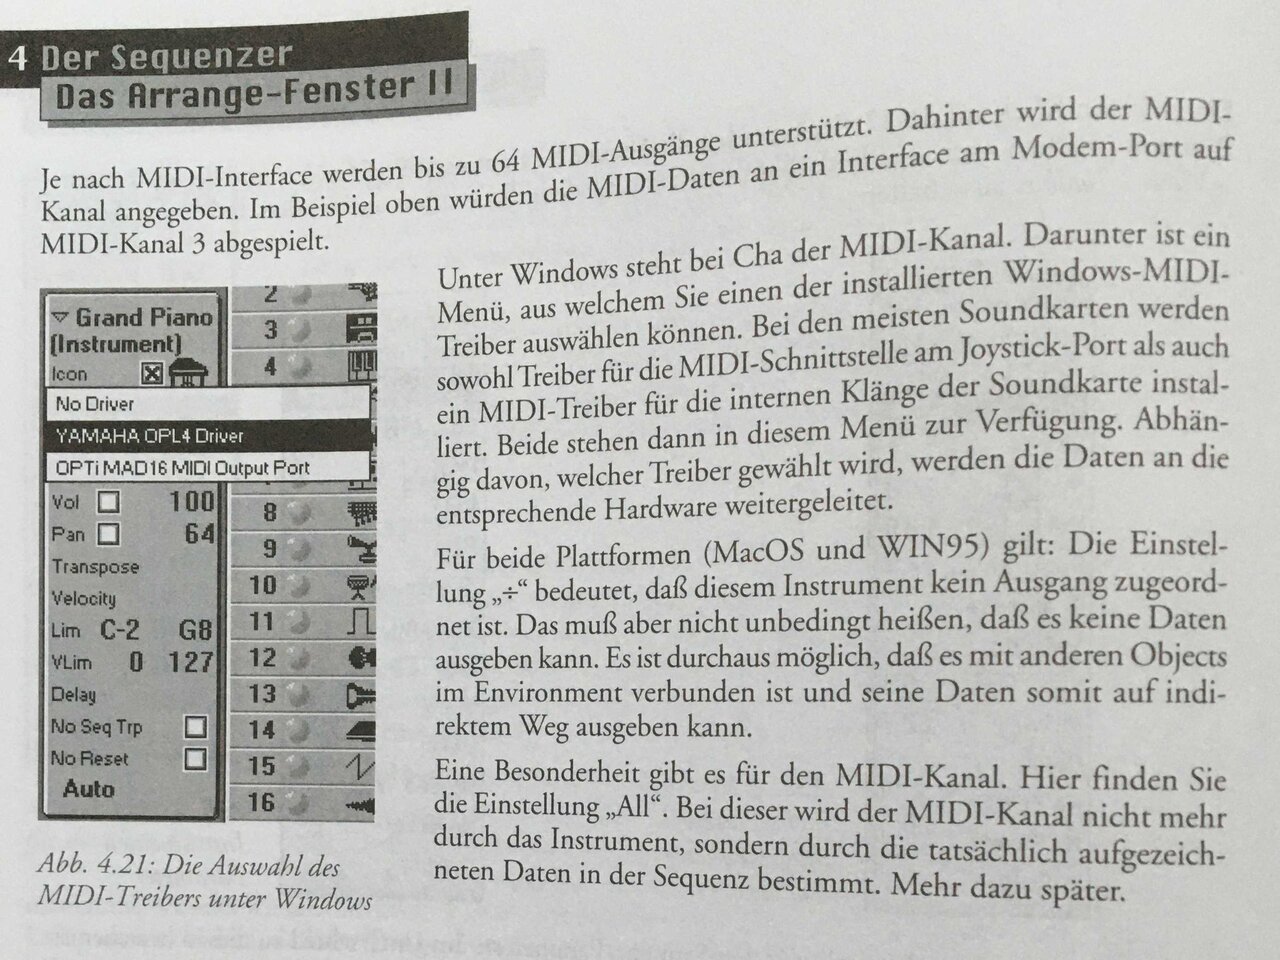 4 Der Sequenzer
Das Arrange-Fenster II
Je nach MIDI-Interface werden bis zu 64 MIDI-Ausgänge unterstützt. Dahinter wird der MIDI-
Kanal angegeben. Im Beispiel oben würden die MIDI-Daten an ein Interface am Modem-Port auf
MIDI-Kanal 3 abgespielt.
Grand Piano
(Instrument)
Icon
No Driver
YAMAHA OPL4 Driver
OPTi MAD16 MIDI Output Port
Vol 100
Pan 64
Transpose
Velocity
Lim C-2 G8
VLim 0 127
Delay
No Seq Trp
No Reset
Auto
2
3
4
8
9
10
11
12
13
14
15
16
Abb. 4.21: Die Auswahl des
MIDI-Treibers unter Windows
Unter Windows steht bei Cha der MIDI-Kanal. Darunter ist ein
Menü, aus welchem Sie einen der installierten Windows-MIDI-
Treiber auswählen können. Bei den meisten Soundkarten werden
sowohl Treiber für die MIDI-Schnittstelle am Joystick-Port als auch
ein MIDI-Treiber für die internen Klänge der Soundkarte instal-
liert. Beide stehen dann in diesem Menü zur Verfügung. Abhän-
gig davon, welcher Treiber gewählt wird, werden die Daten an die
entsprechende Hardware weitergeleitet.
Für beide Plattformen (MacOS und WIN95) gilt: Die Einstel-
lung „÷“ bedeutet, daß diesem Instrument kein Ausgang zugeord-
net ist. Das muß aber nicht unbedingt heißen, daß es keine Daten
ausgeben kann. Es ist durchaus möglich, daß es mit anderen Objects
im Environment verbunden ist und seine Daten somit auf indi-
rektem Weg ausgeben kann.
Eine Besonderheit gibt es für den MIDI-Kanal. Hier finden Sie
die Einstellung „All“. Bei dieser wird der MIDI-Kanal nicht mehr
durch das Instrument, sondern durch die tatsächlich aufgezeich-
neten Daten in der Sequenz bestimmt. Mehr dazu später.